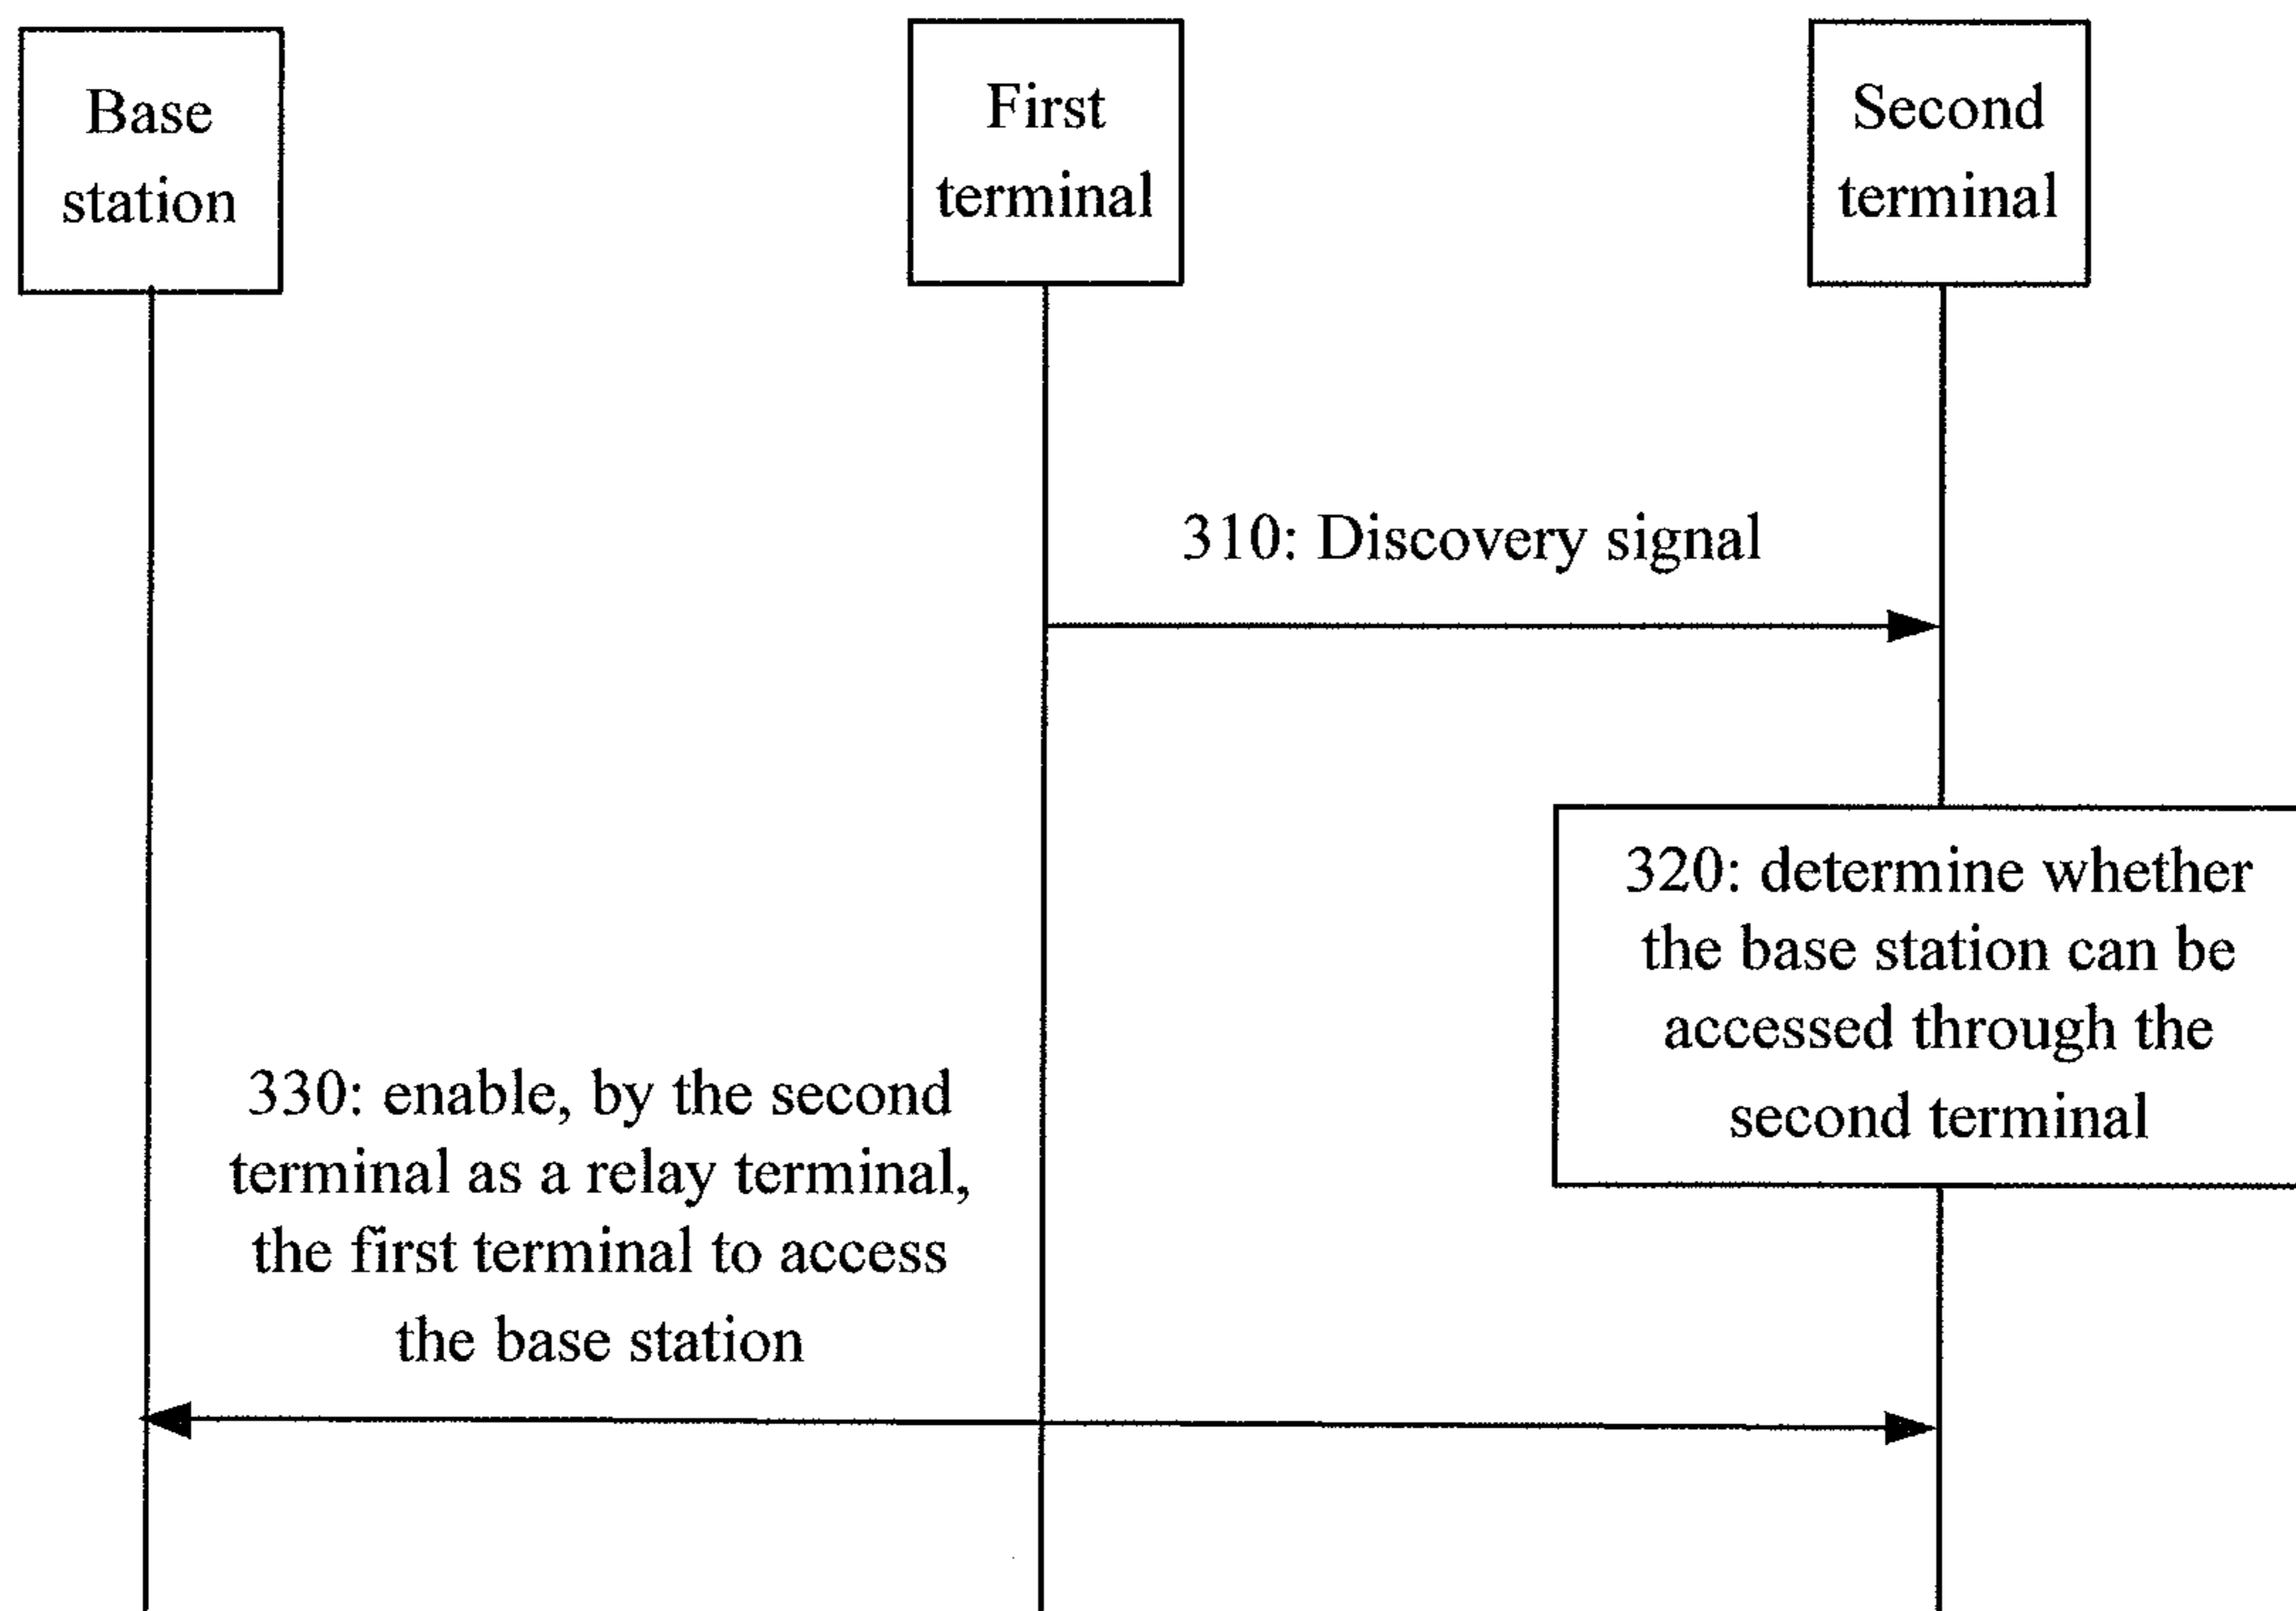 Base
station
First
terminal
Second
terminal
310: Discovery signal
320: determine whether
the base station can be
accessed through the
second terminal
330: enable, by the second
terminal as a relay terminal,
the first terminal to access
the base station